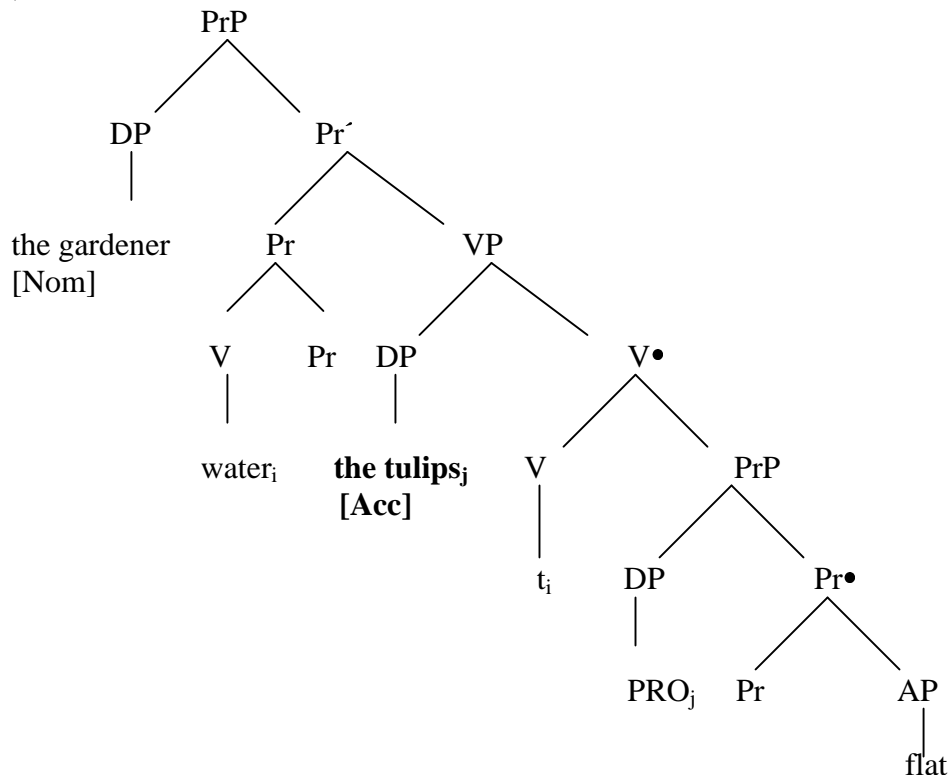 PrP
DP Pr´
the gardener Pr VP
[Nom]
V Pr DP V•
water_i the tulips_j V PrP
[Acc]
t_i DP Pr•
PRO_j Pr AP
flat